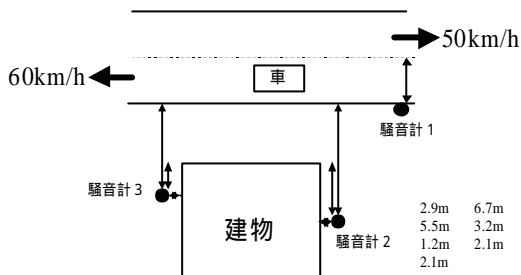 50km/h
60km/h
車
騒音計 1
騒音計 3
建物
騒音計 2
2.9m 6.7m
5.5m 3.2m
1.2m 2.1m
2.1m